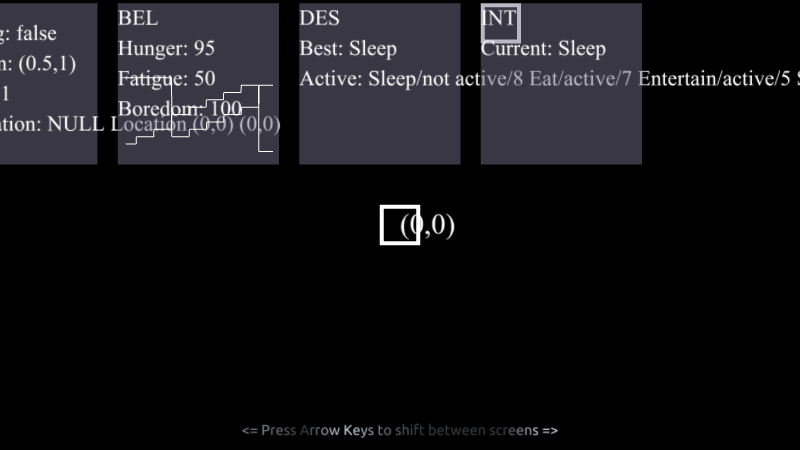 g: false
n: (0.5,1)
1
ation: NULL Location (0,0) (0,0)
BEL
Hunger: 95
Fatigue: 50
Boredom: 100
DES
Best: Sleep
Active: Sleep/not active/8 Eat/active/7 Entertain/active/5 S
INT
Current: Sleep
(0,0)
<= Press Arrow Keys to shift between screens =>